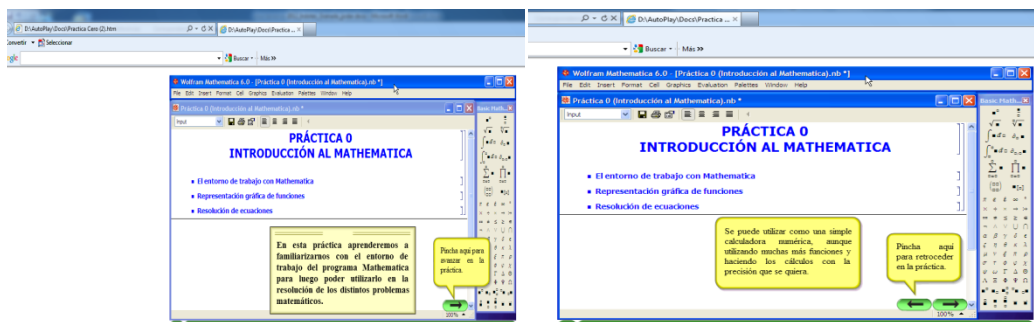 D:\AutoPlay\Docs\Practica Cero (2).htm
D:\AutoPlay\Docs\Practica ...
Convertir Seleccionar
Buscar Más >>
Wolfram Mathematica 6.0 - [Práctica 0 (Introducción al Mathematica).nb *]
File Edit Insert Format Cell Graphics Evaluation Palettes Window Help
Práctica 0 (Introducción al Mathematica).nb *
Basic Math...
Input
PRÁCTICA 0
INTRODUCCIÓN AL MATHEMATICA
El entorno de trabajo con Mathematica
Representación gráfica de funciones
Resolución de ecuaciones
En esta práctica aprenderemos a
familiarizarnos con el entorno de
trabajo del programa Mathematica
para luego poder utilizarlo en la
resolución de los distintos problemas
matemáticos.
Pincha aquí para
avanzar en la
práctica.
100%
D:\AutoPlay\Docs\Practica ...
Buscar Más >>
Wolfram Mathematica 6.0 - [Práctica 0 (Introducción al Mathematica).nb *]
File Edit Insert Format Cell Graphics Evaluation Palettes Window Help
Práctica 0 (Introducción al Mathematica).nb *
Basic Math...
Input
PRÁCTICA 0
INTRODUCCIÓN AL MATHEMATICA
El entorno de trabajo con Mathematica
Representación gráfica de funciones
Resolución de ecuaciones
Se puede utilizar como una simple
calculadora numérica, aunque
utilizando muchas más funciones y
haciendo los cálculos con la
precisión que se quiera.
Pincha aquí
para retroceder
en la práctica.
100%